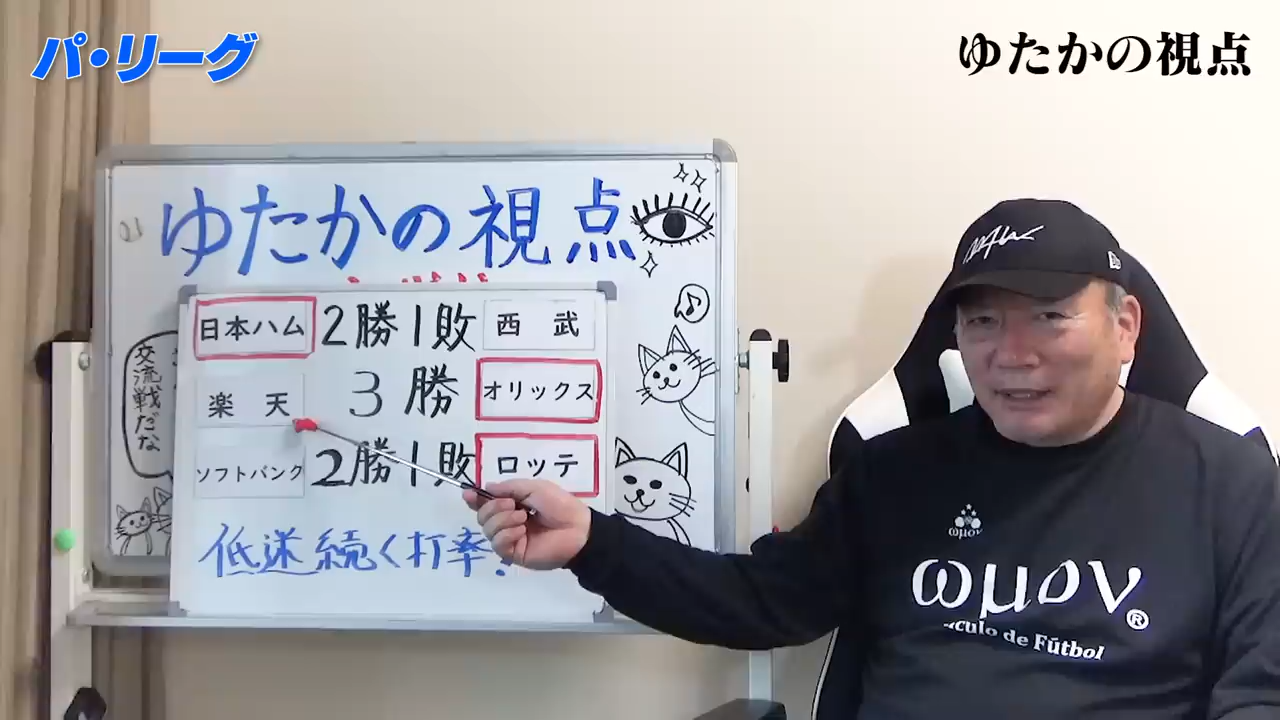 パ・リーグ
ゆたかの視点
ゆたかの視点
日本ハム 2勝1敗 西武
楽天 3勝 オリックス
ソフトバンク 2勝1敗 ロッテ
交流戦だな
低迷続く打率
ωμον®
ωμον
culo de Fútbol